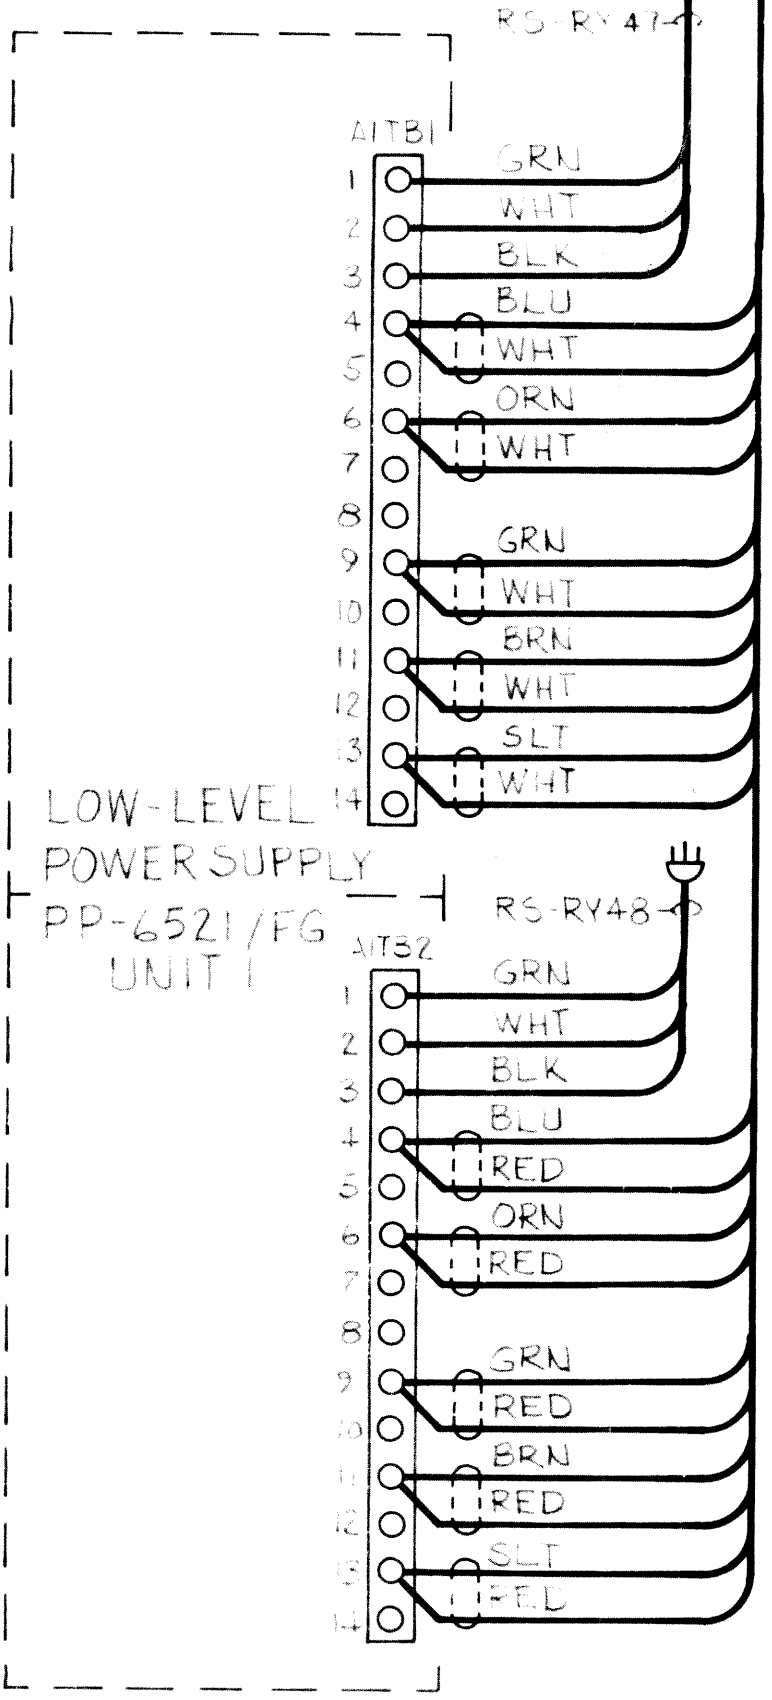 RS-RY 47
A1TB1
1 GRN
2 WHT
3 BLK
4 BLU
WHT
5
6 ORN
WHT
7
8
9 GRN
WHT
10
11 BRN
WHT
12
13 SLT
WHT
14
LOW-LEVEL
POWER SUPPLY
PP-6521/FG
UNIT 1
RS-RY48
A1TB2
1 GRN
2 WHT
3 BLK
4 BLU
RED
5
6 ORN
RED
7
8
9 GRN
RED
10
11 BRN
RED
12
13 SLT
RED
14